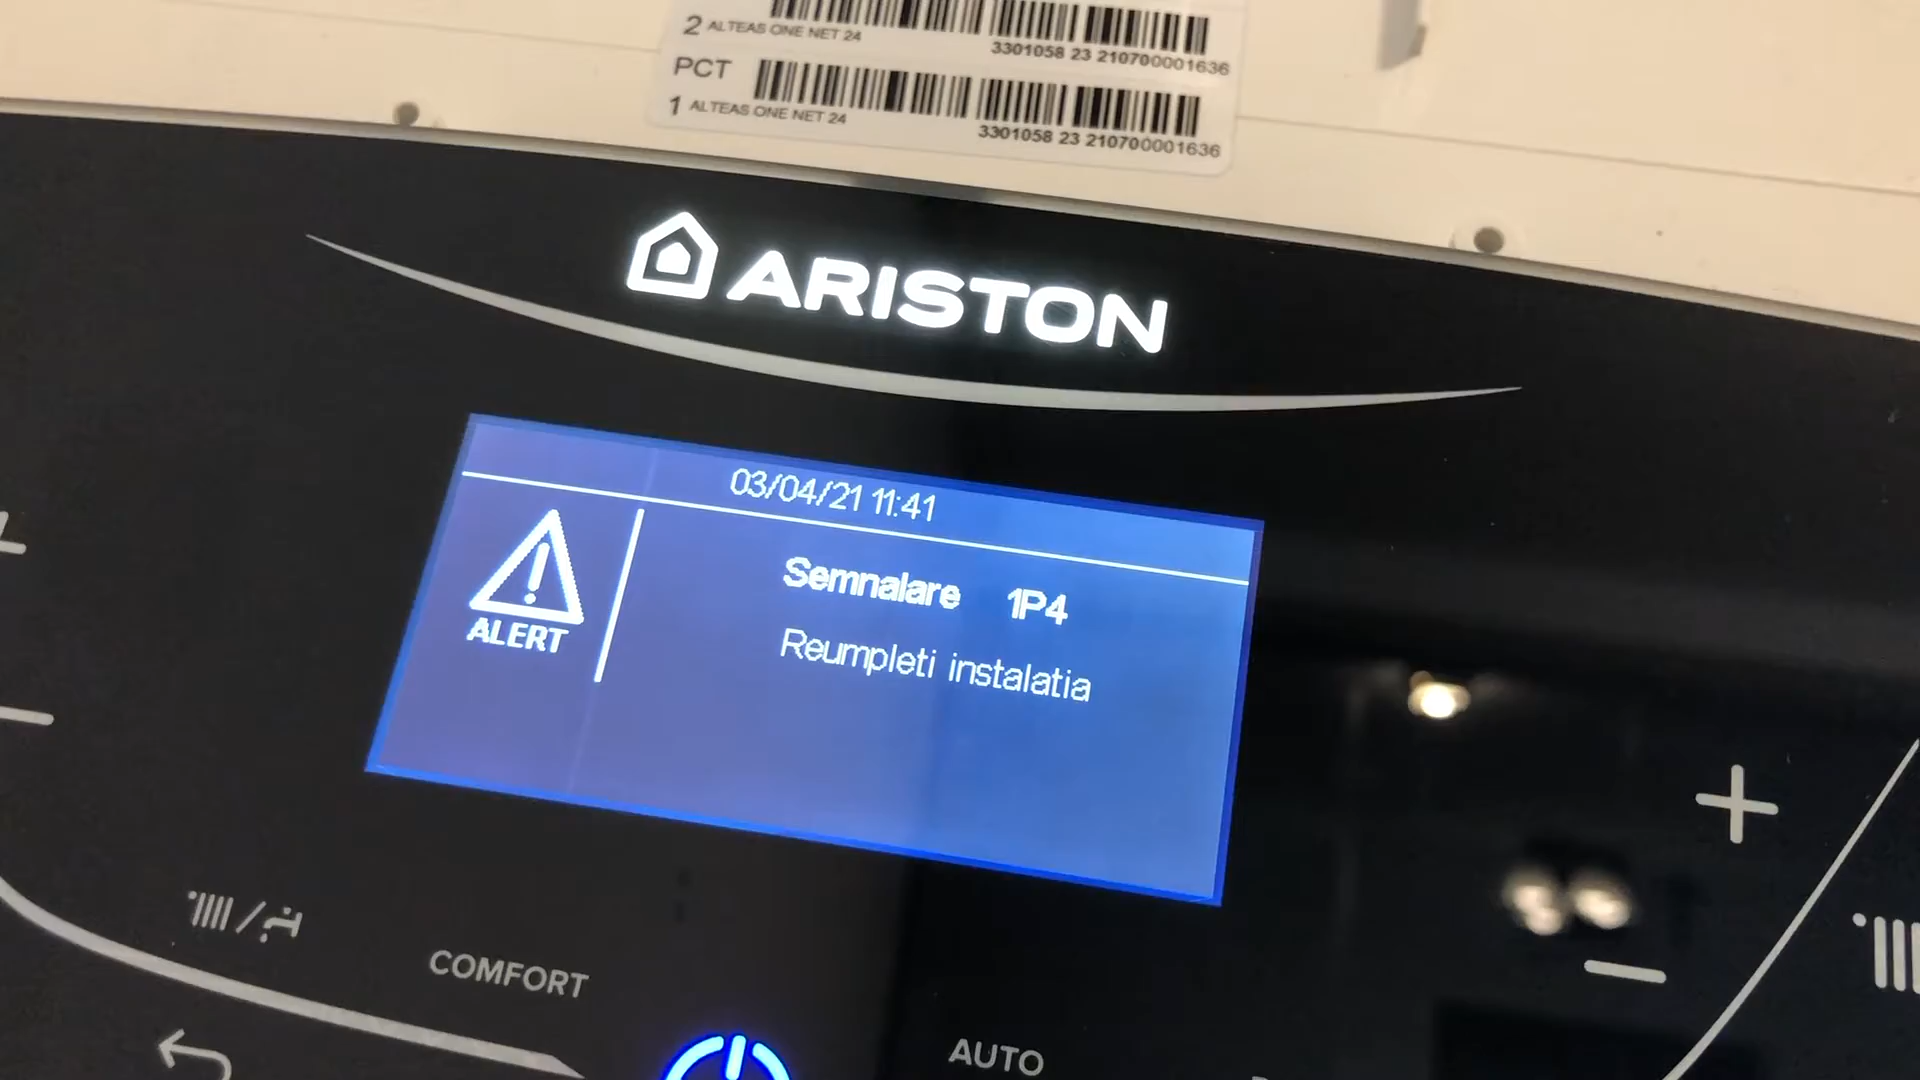 2 ALTEAS ONE NET 24
3301058 23 210700001636
PCT
1 ALTEAS ONE NET 24
3301058 23 210700001636
ARISTON
03/04/21 11:41
ALERT
Semnalare 1P4
Reumpleti instalatia
COMFORT
AUTO